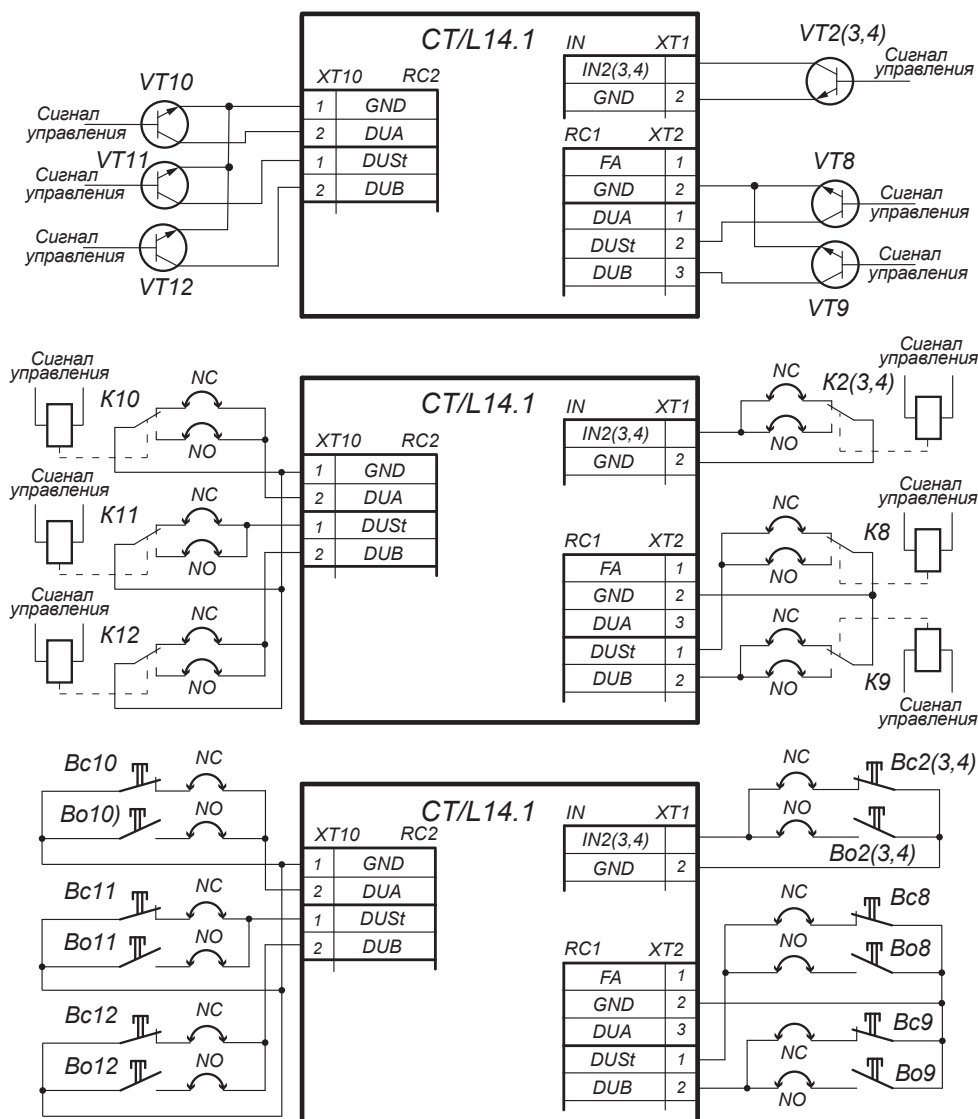 CT/L14.1
IN XT1
VT2(3,4)
Сигнал
управления
IN2(3,4)
GND 2
VT10
XT10 RC2
Сигнал
управления
1 GND
2 DUA
1 DUSt
2 DUB
VT11
Сигнал
управления
Сигнал
управления
VT12
RC1 XT2
FA 1
GND 2
DUA 1
DUSt 2
DUB 3
VT8
Сигнал
управления
Сигнал
управления
VT9
Сигнал
управления
K10
NC
NO
CT/L14.1
IN XT1
IN2(3,4)
GND 2
NC
NO
K2(3,4)
Сигнал
управления
XT10 RC2
1 GND
2 DUA
1 DUSt
2 DUB
Сигнал
управления
K11
NC
NO
Сигнал
управления
K12
NC
NO
RC1 XT2
FA 1
GND 2
DUA 3
DUSt 1
DUB 2
NC
NO
K8
Сигнал
управления
NC
NO
K9
Сигнал
управления
Bc10
NC
Bo10)
NO
CT/L14.1
IN XT1
IN2(3,4)
GND 2
NC
Bc2(3,4)
NO
Bo2(3,4)
XT10 RC2
1 GND
2 DUA
1 DUSt
2 DUB
Bc11
NC
Bo11
NO
Bc12
NC
Bo12
NO
RC1 XT2
FA 1
GND 2
DUA 3
DUSt 1
DUB 2
NC
Bc8
NO
Bo8
NC
Bc9
NO
Bo9